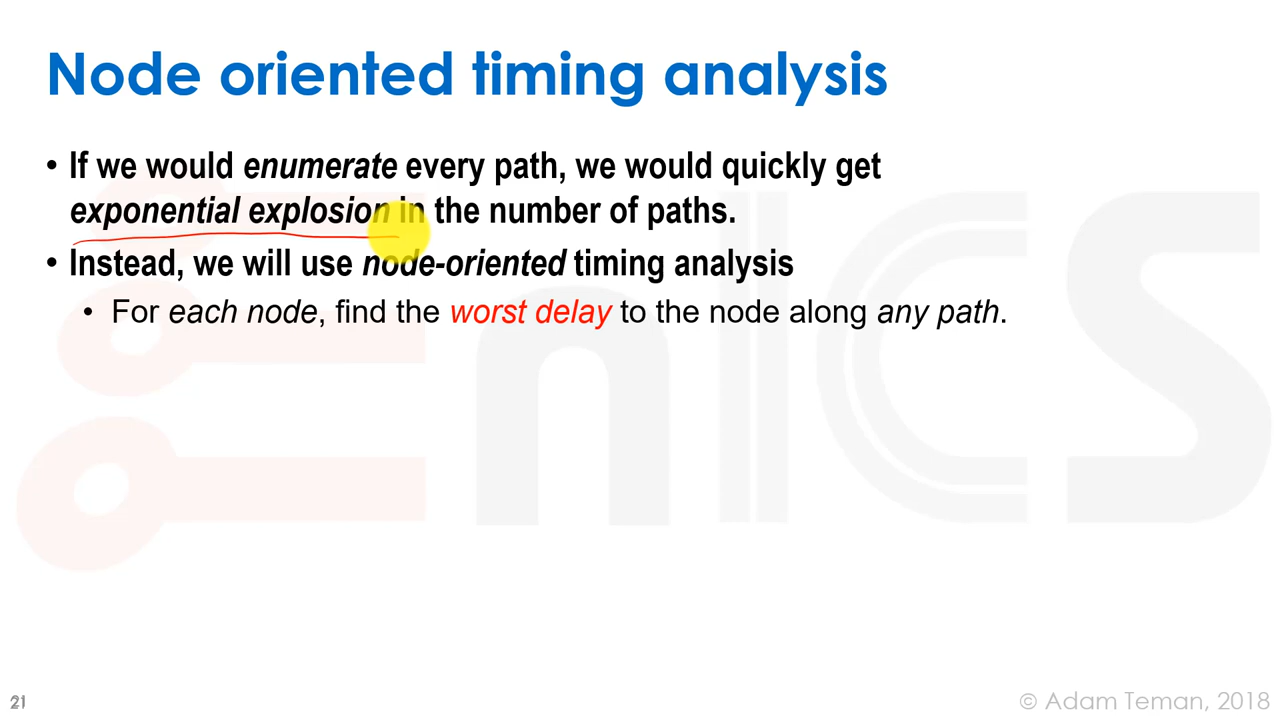 Node oriented timing analysis
• If we would enumerate every path, we would quickly get
exponential explosion in the number of paths.
• Instead, we will use node-oriented timing analysis
• For each node, find the worst delay to the node along any path.
enICS
21
© Adam Teman, 2018